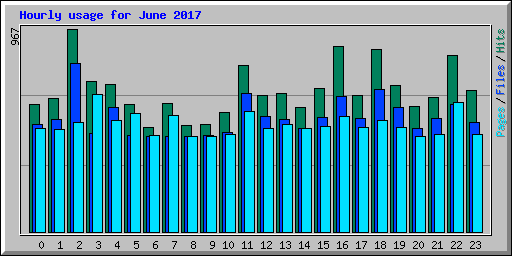 Hourly usage for June 2017
967
Pages / Files / Hits
0 1 2 3 4 5 6 7 8 9 10 11 12 13 14 15 16 17 18 19 20 21 22 23